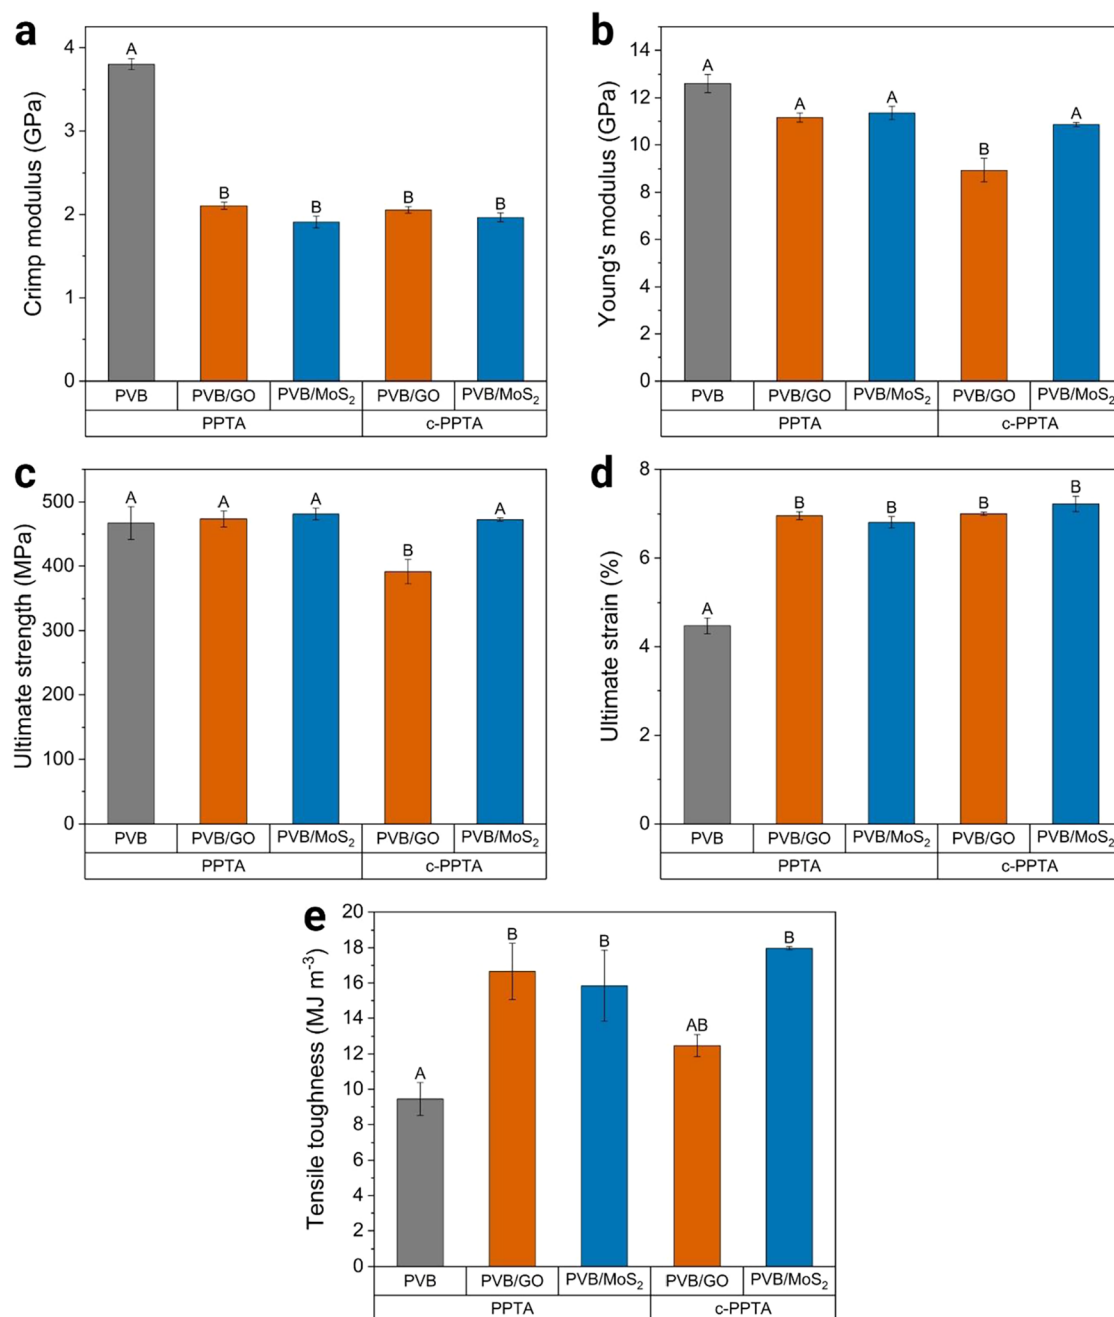 a
Crimp modulus (GPa)
4
3
2
1
0
A
B
B
B
B
PVB
PVB/GO
PVB/MoS₂
PVB/GO
PVB/MoS₂
PPTA
c-PPTA
b
Young's modulus (GPa)
14
12
10
8
6
4
2
0
A
A
A
B
A
PVB
PVB/GO
PVB/MoS₂
PVB/GO
PVB/MoS₂
PPTA
c-PPTA
c
Ultimate strength (MPa)
500
400
300
200
100
0
A
A
A
B
A
PVB
PVB/GO
PVB/MoS₂
PVB/GO
PVB/MoS₂
PPTA
c-PPTA
d
Ultimate strain (%)
8
6
4
2
0
A
B
B
B
B
PVB
PVB/GO
PVB/MoS₂
PVB/GO
PVB/MoS₂
PPTA
c-PPTA
e
Tensile toughness (MJ m⁻³)
20
18
16
14
12
10
8
6
4
2
0
A
B
B
AB
B
PVB
PVB/GO
PVB/MoS₂
PVB/GO
PVB/MoS₂
PPTA
c-PPTA